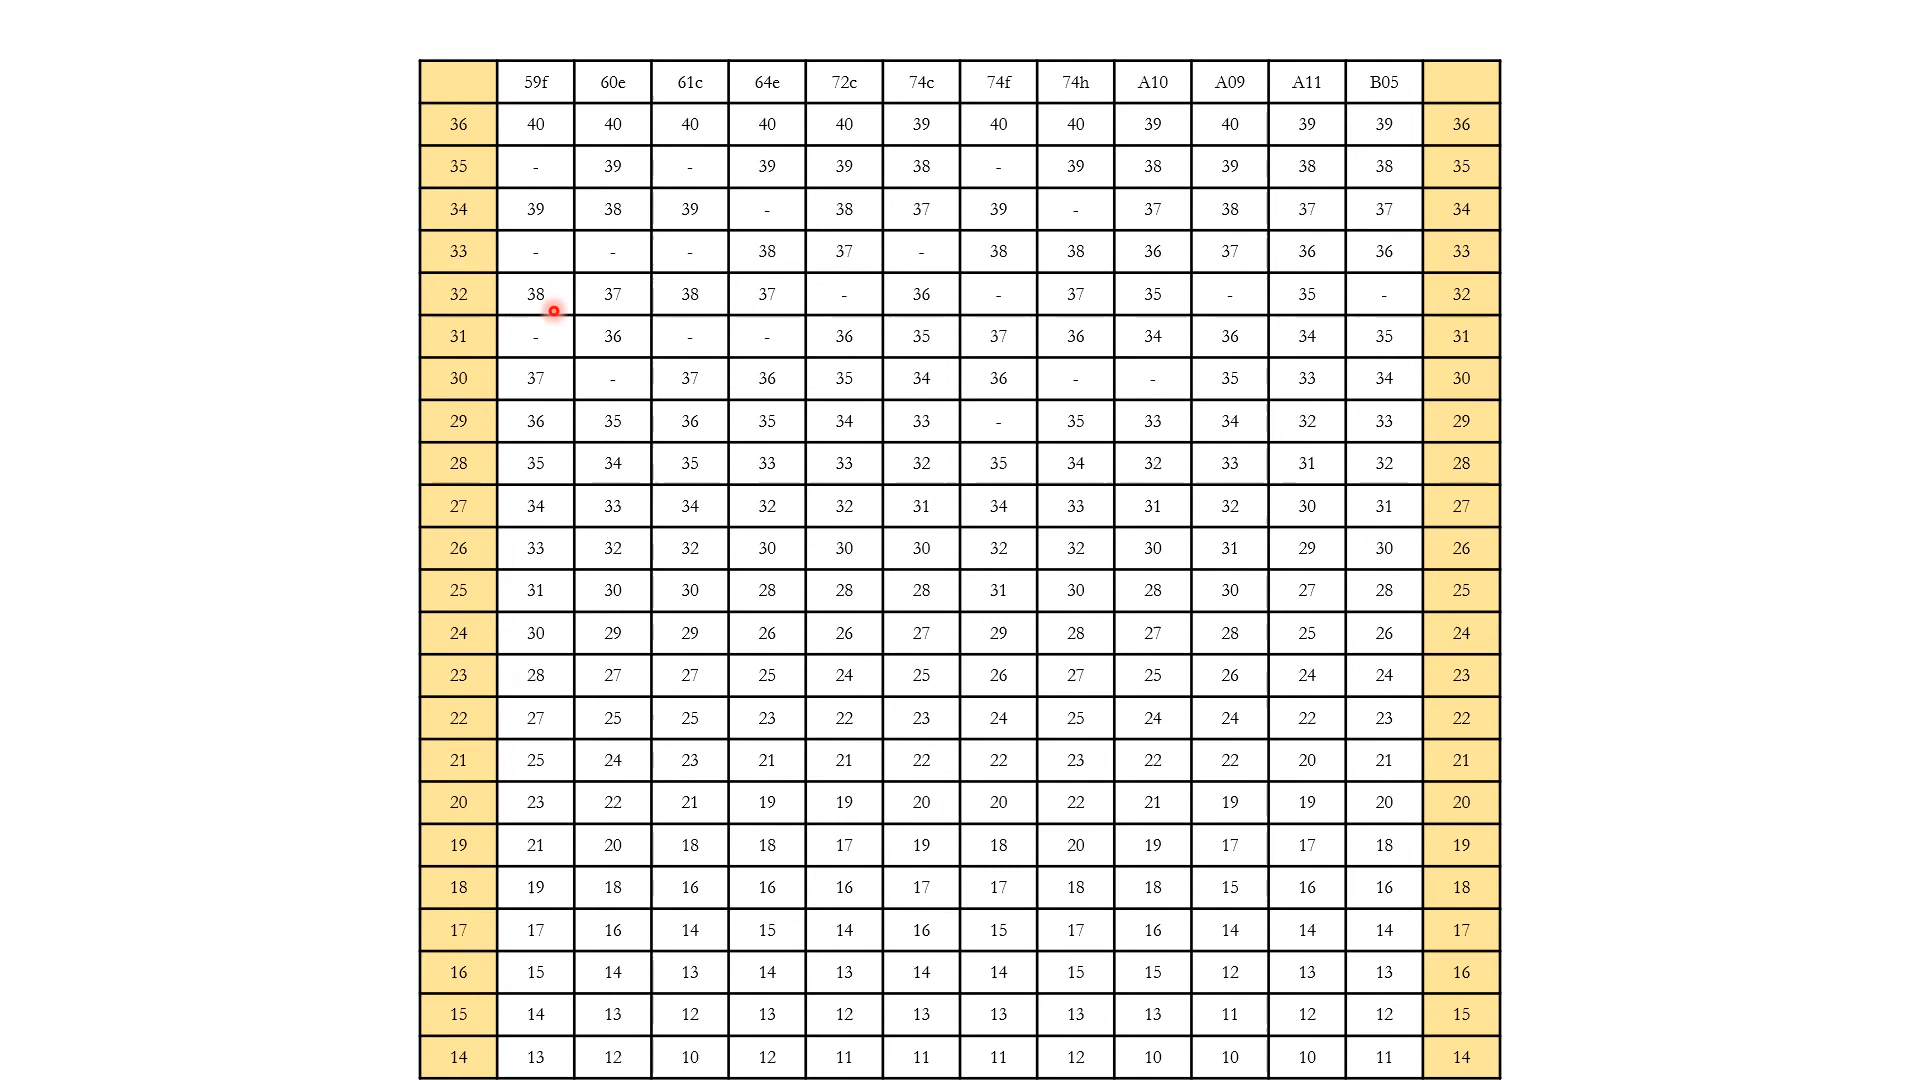 59f 60e 61c 64e 72c 74c 74f 74h A10 A09 A11 B05
36 40 40 40 40 40 39 40 40 39 40 39 39 36
35 - 39 - 39 39 38 - 39 38 39 38 38 35
34 39 38 39 - 38 37 39 - 37 38 37 37 34
33 - - - 38 37 - 38 38 36 37 36 36 33
32 38 37 38 37 - 36 - 37 35 - 35 - 32
31 - 36 - - 36 35 37 36 34 36 34 35 31
30 37 - 37 36 35 34 36 - - 35 33 34 30
29 36 35 36 35 34 33 - 35 33 34 32 33 29
28 35 34 35 33 33 32 35 34 32 33 31 32 28
27 34 33 34 32 32 31 34 33 31 32 30 31 27
26 33 32 32 30 30 30 32 32 30 31 29 30 26
25 31 30 30 28 28 28 31 30 28 30 27 28 25
24 30 29 29 26 26 27 29 28 27 28 25 26 24
23 28 27 27 25 24 25 26 27 25 26 24 24 23
22 27 25 25 23 22 23 24 25 24 24 22 23 22
21 25 24 23 21 21 22 22 23 22 22 20 21 21
20 23 22 21 19 19 20 20 22 21 19 19 20 20
19 21 20 18 18 17 19 18 20 19 17 17 18 19
18 19 18 16 16 16 17 17 18 18 15 16 16 18
17 17 16 14 15 14 16 15 17 16 14 14 14 17
16 15 14 13 14 13 14 14 15 15 12 13 13 16
15 14 13 12 13 12 13 13 13 13 11 12 12 15
14 13 12 10 12 11 11 11 12 10 10 10 11 14